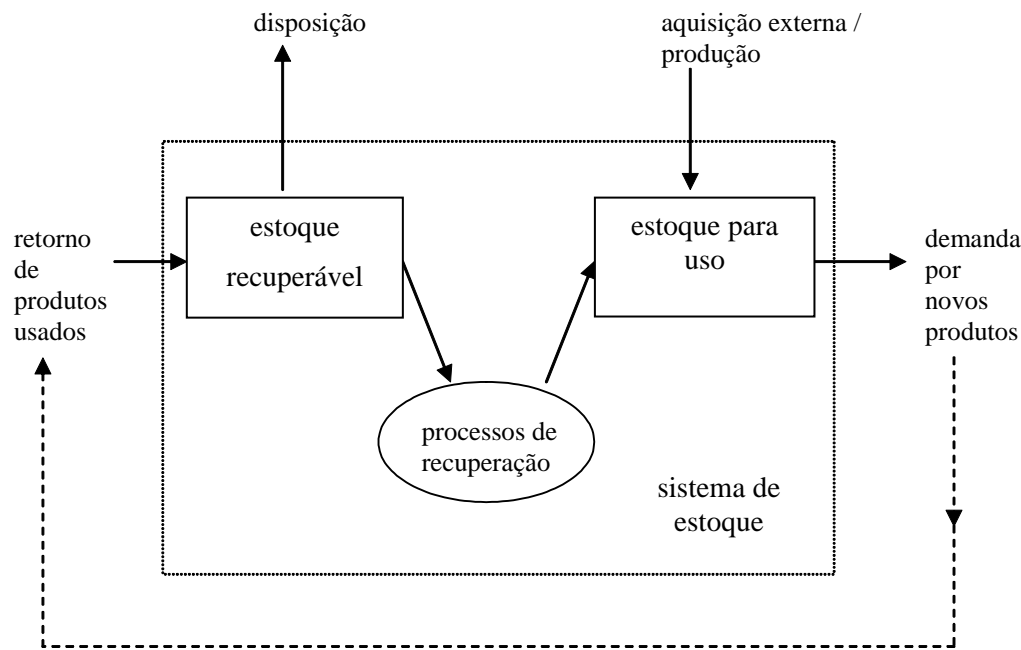 disposição
aquisição externa /
produção
retorno
de
produtos
usados
estoque
recuperável
estoque para
uso
demanda
por
novos
produtos
processos de
recuperação
sistema de
estoque